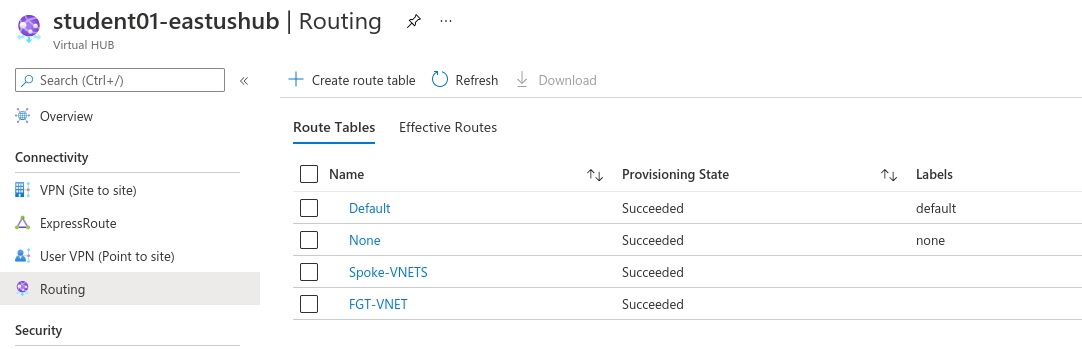 student01-eastushub | Routing
Virtual HUB
Search (Ctrl+/)
Create route table Refresh Download
Overview
Route Tables Effective Routes
Connectivity
Name Provisioning State Labels
VPN (Site to site)
Default Succeeded default
ExpressRoute
None Succeeded none
User VPN (Point to site)
Spoke-VNETS Succeeded
Routing
FGT-VNET Succeeded
Security